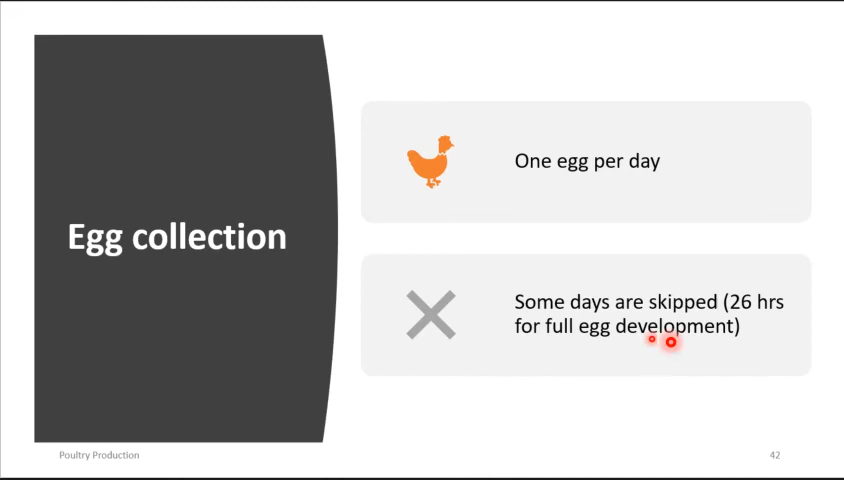 Egg collection
One egg per day
Some days are skipped (26 hrs
for full egg development)
Poultry Production
42